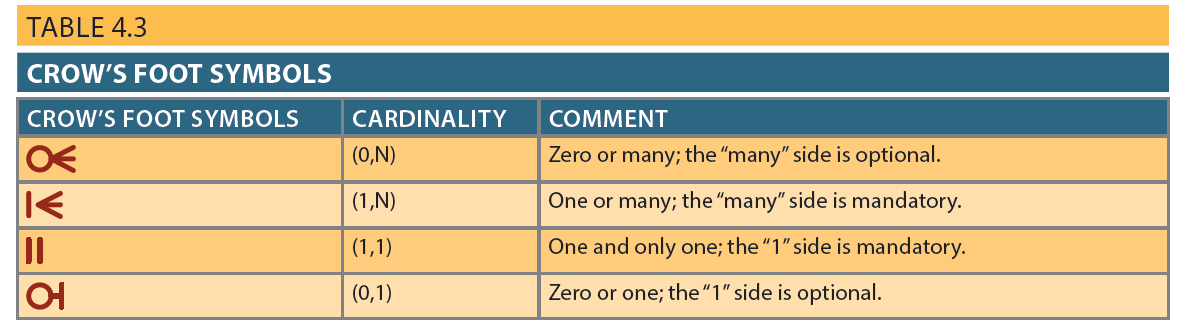 TABLE 4.3
CROW'S FOOT SYMBOLS
CROW'S FOOT SYMBOLS CARDINALITY COMMENT
(0,N) Zero or many; the “many” side is optional.
(1,N) One or many; the “many” side is mandatory.
(1,1) One and only one; the “1” side is mandatory.
(0,1) Zero or one; the “1” side is optional.